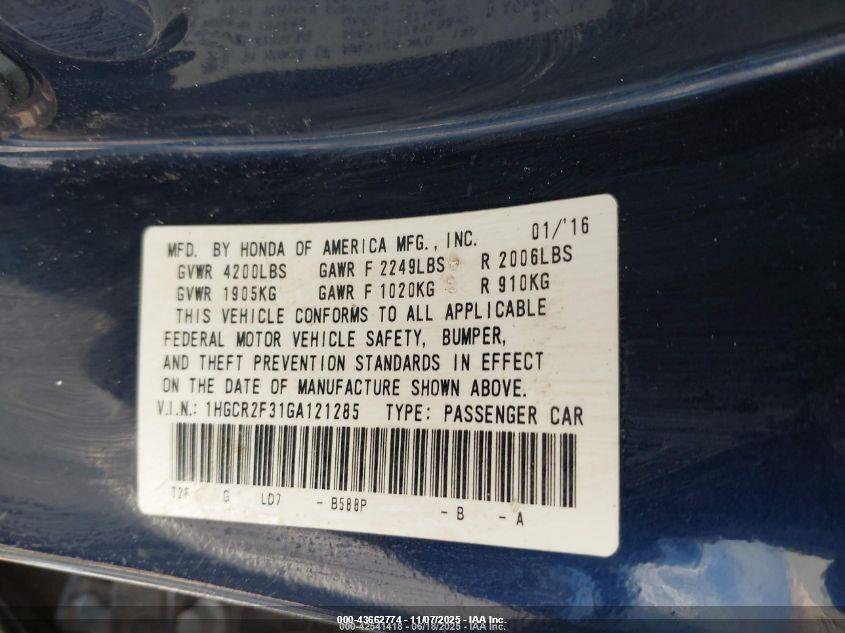 MFD. BY HONDA OF AMERICA MFG., INC. 01/'16
GVWR 4200LBS GAWR F 2249LBS R 2006LBS
GVWR 1905KG GAWR F 1020KG R 910KG
THIS VEHICLE CONFORMS TO ALL APPLICABLE
FEDERAL MOTOR VEHICLE SAFETY, BUMPER,
AND THEFT PREVENTION STANDARDS IN EFFECT
ON THE DATE OF MANUFACTURE SHOWN ABOVE.
V.I.N.: 1HGCR2F31GA121285 TYPE: PASSENGER CAR
T2F G LD7 - B588P - B - A
000-43662774 - 11/07/2025 - IAA Inc.
000-42541418 - 06/18/2025 - IAA Inc.